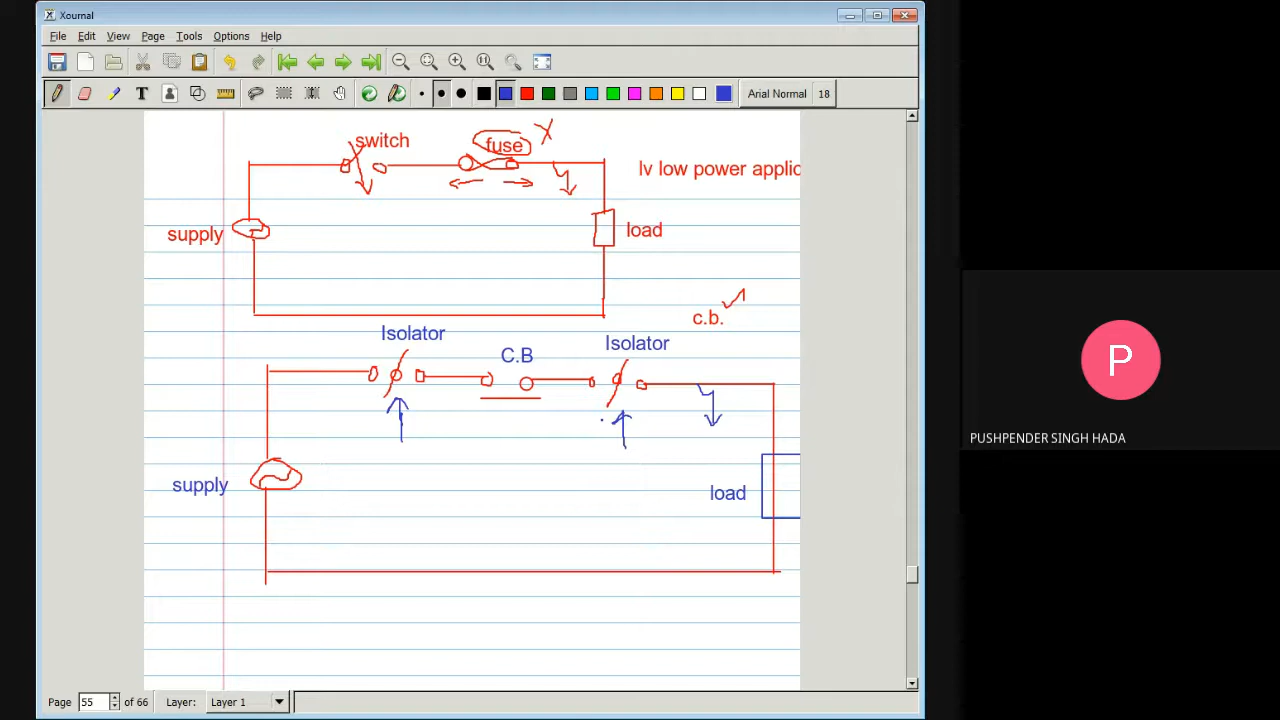 Xournal
File Edit View Page Tools Options Help
T Arial Normal 18
switch
fuse X
lv low power applic
supply
load
c.b.
Isolator
Isolator
C.B
supply
load
P
PUSHPENDER SINGH HADA
Page 55 of 66 Layer: Layer 1